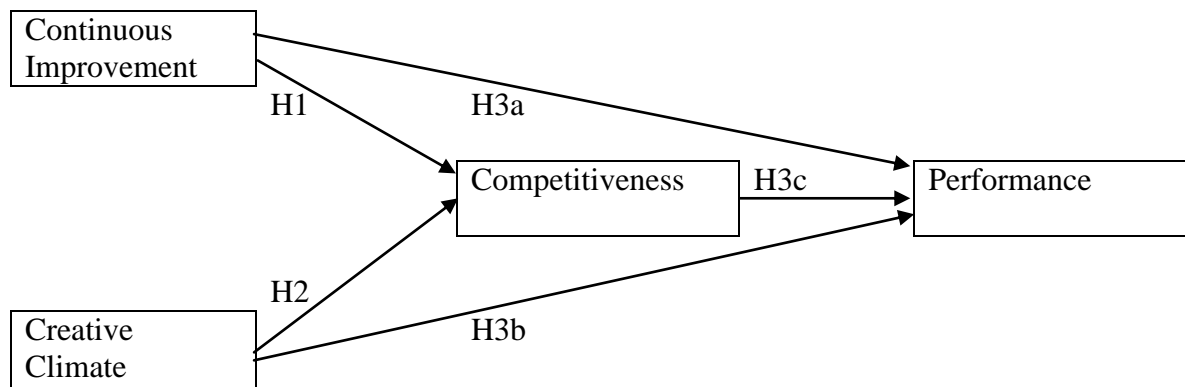 Continuous
Improvement
H1
H3a
Competitiveness
H3c
Performance
H2
H3b
Creative
Climate